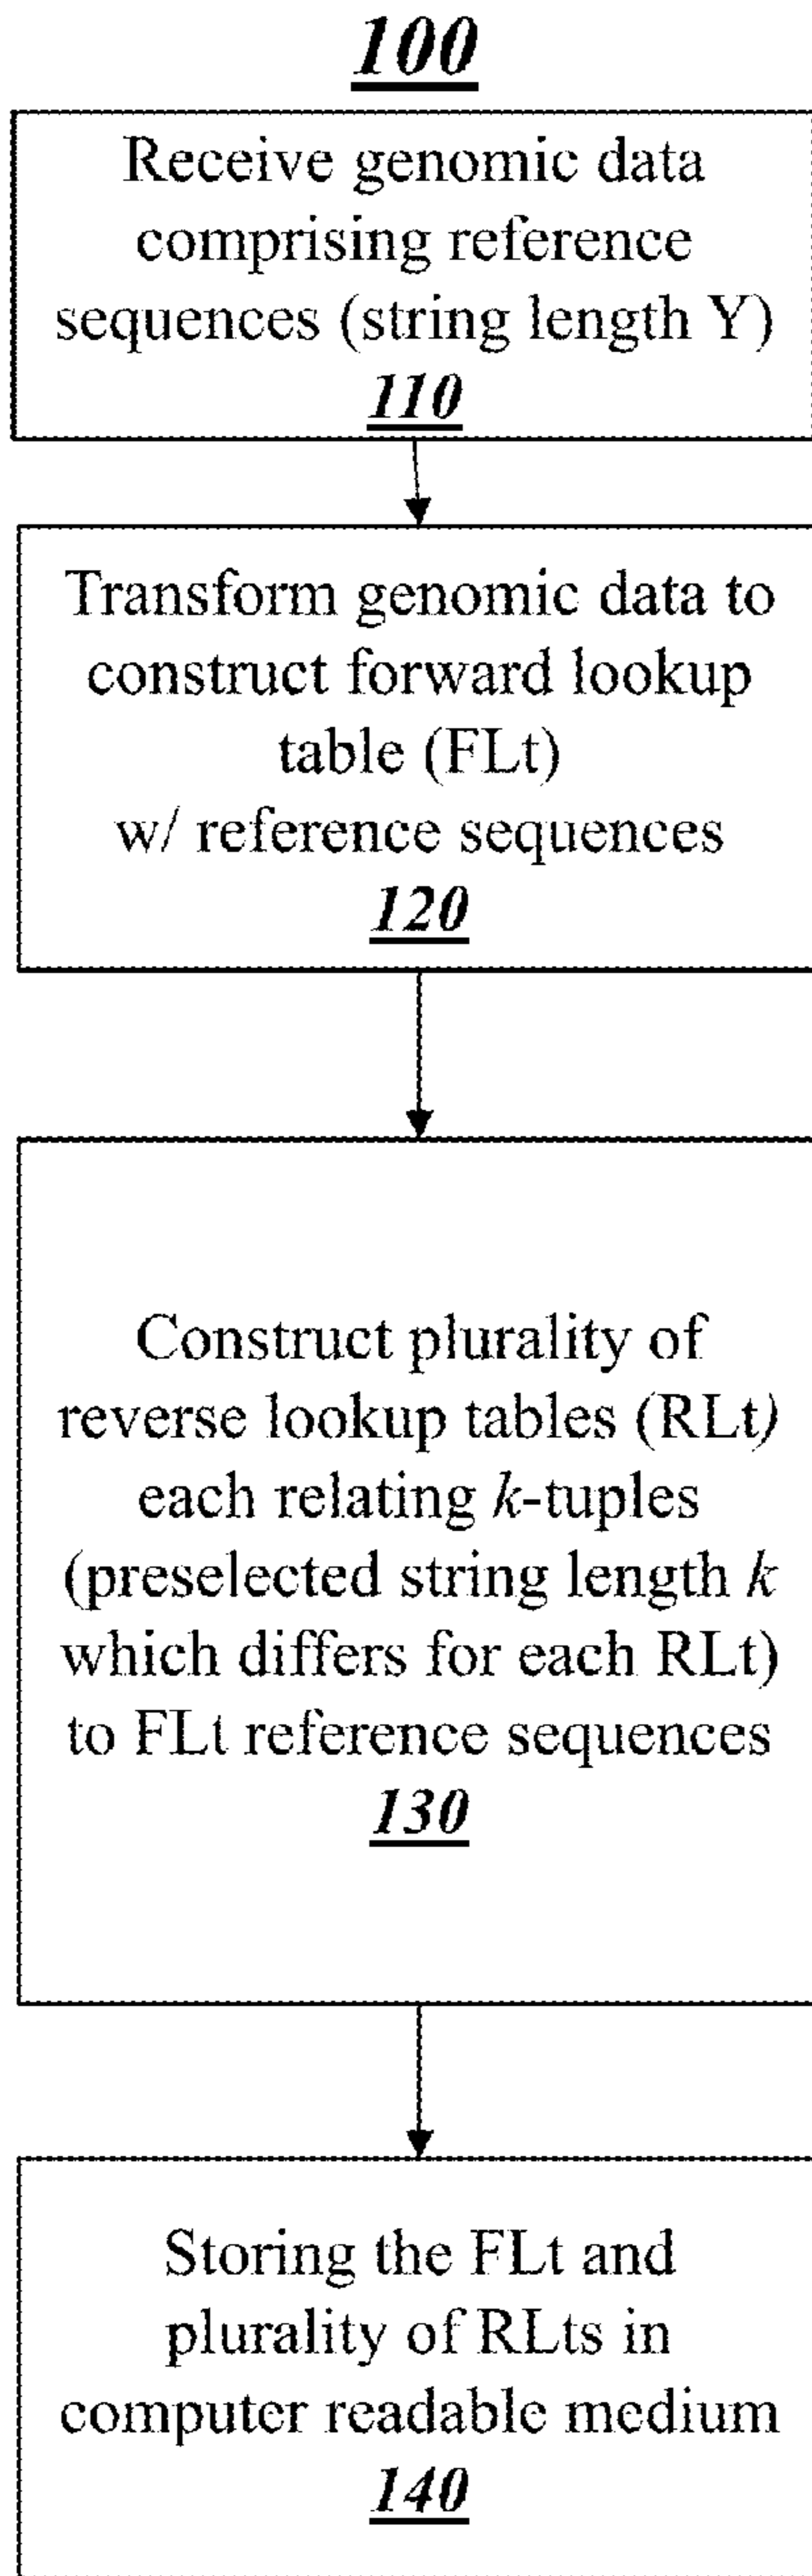 100
Receive genomic data
comprising reference
sequences (string length Y)
110
Transform genomic data to
construct forward lookup
table (FLt)
w/ reference sequences
120
Construct plurality of
reverse lookup tables (RLt)
each relating k-tuples
(preselected string length k
which differs for each RLt)
to FLt reference sequences
130
Storing the FLt and
plurality of RLts in
computer readable medium
140